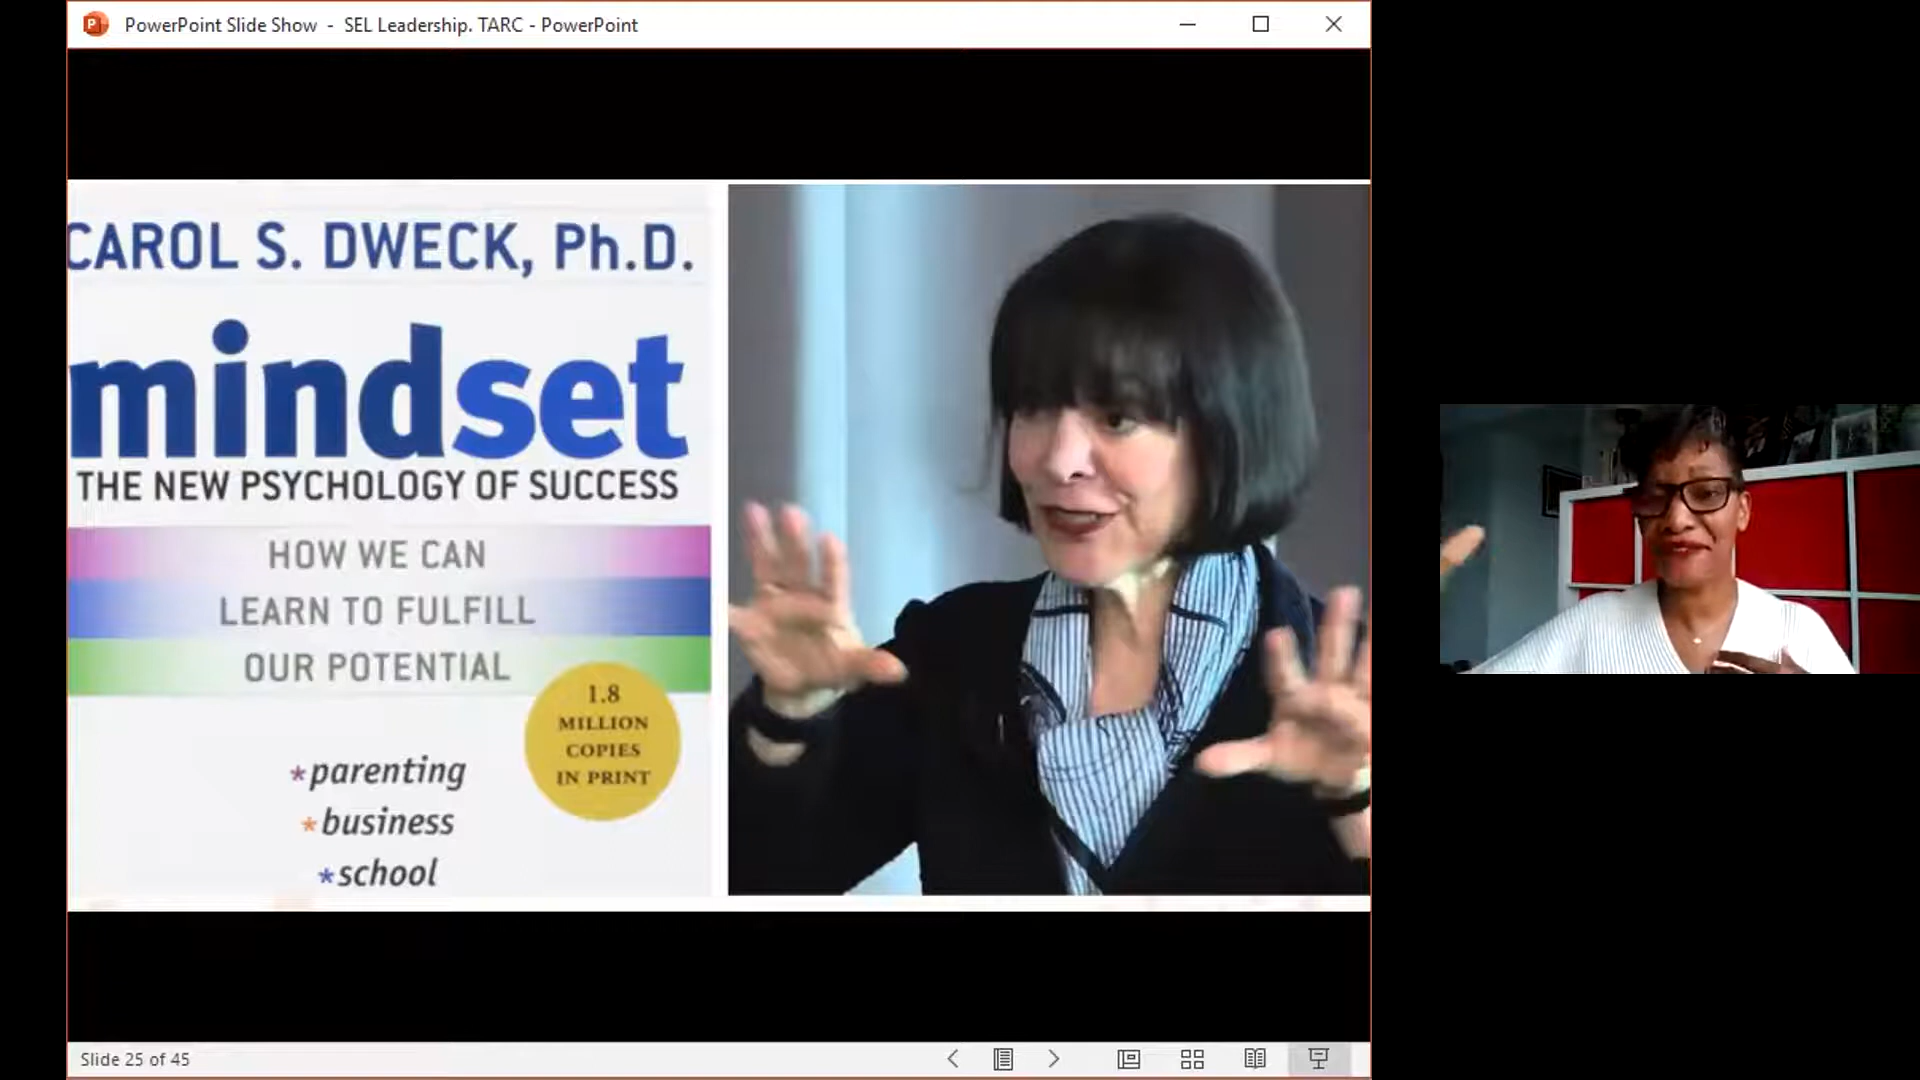 PowerPoint Slide Show - SEL Leadership. TARC - PowerPoint
CAROL S. DWECK, Ph.D.
mindset
THE NEW PSYCHOLOGY OF SUCCESS
HOW WE CAN
LEARN TO FULFILL
OUR POTENTIAL
1.8
MILLION
COPIES
IN PRINT
*parenting
*business
*school
Slide 25 of 45